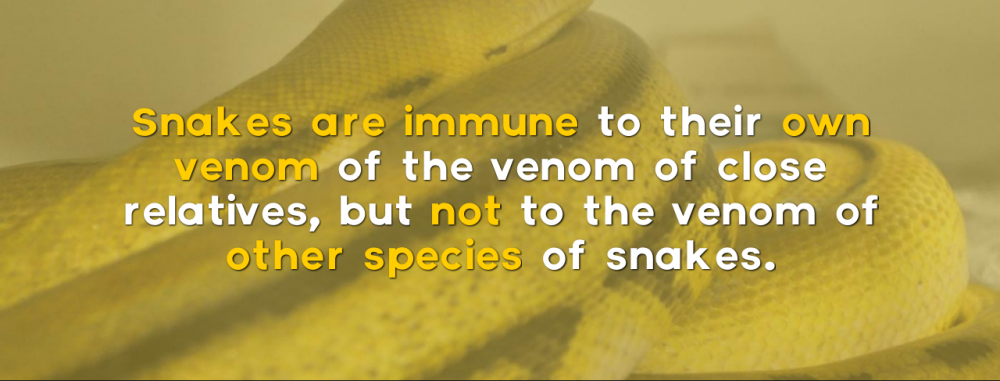 Snakes are immune to their own
venom of the venom of close
relatives, but not to the venom of
other species of snakes.